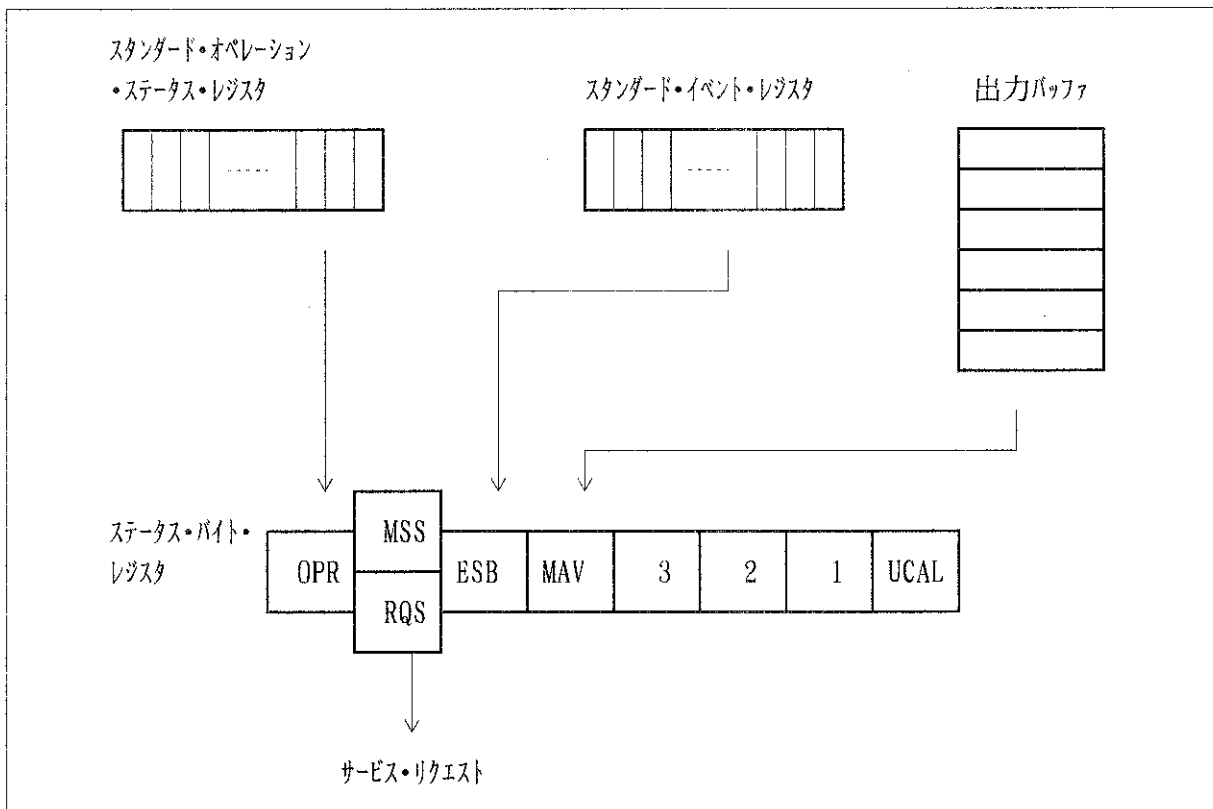 スタンダード・オペレーション
・ステータス・レジスタ
スタンダード・イベント・レジスタ
出力バッファ
ステータス・バイト・
レジスタ
OPR
MSS
RQS
ESB
MAV
3
2
1
UCAL
サービス・リクエスト